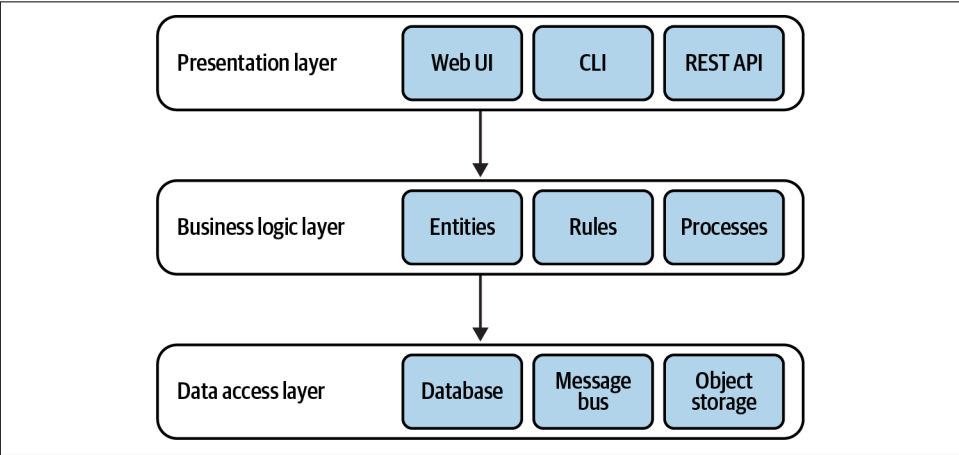 Presentation layer
Web UI
CLI
REST API
Business logic layer
Entities
Rules
Processes
Data access layer
Database
Message
bus
Object
storage